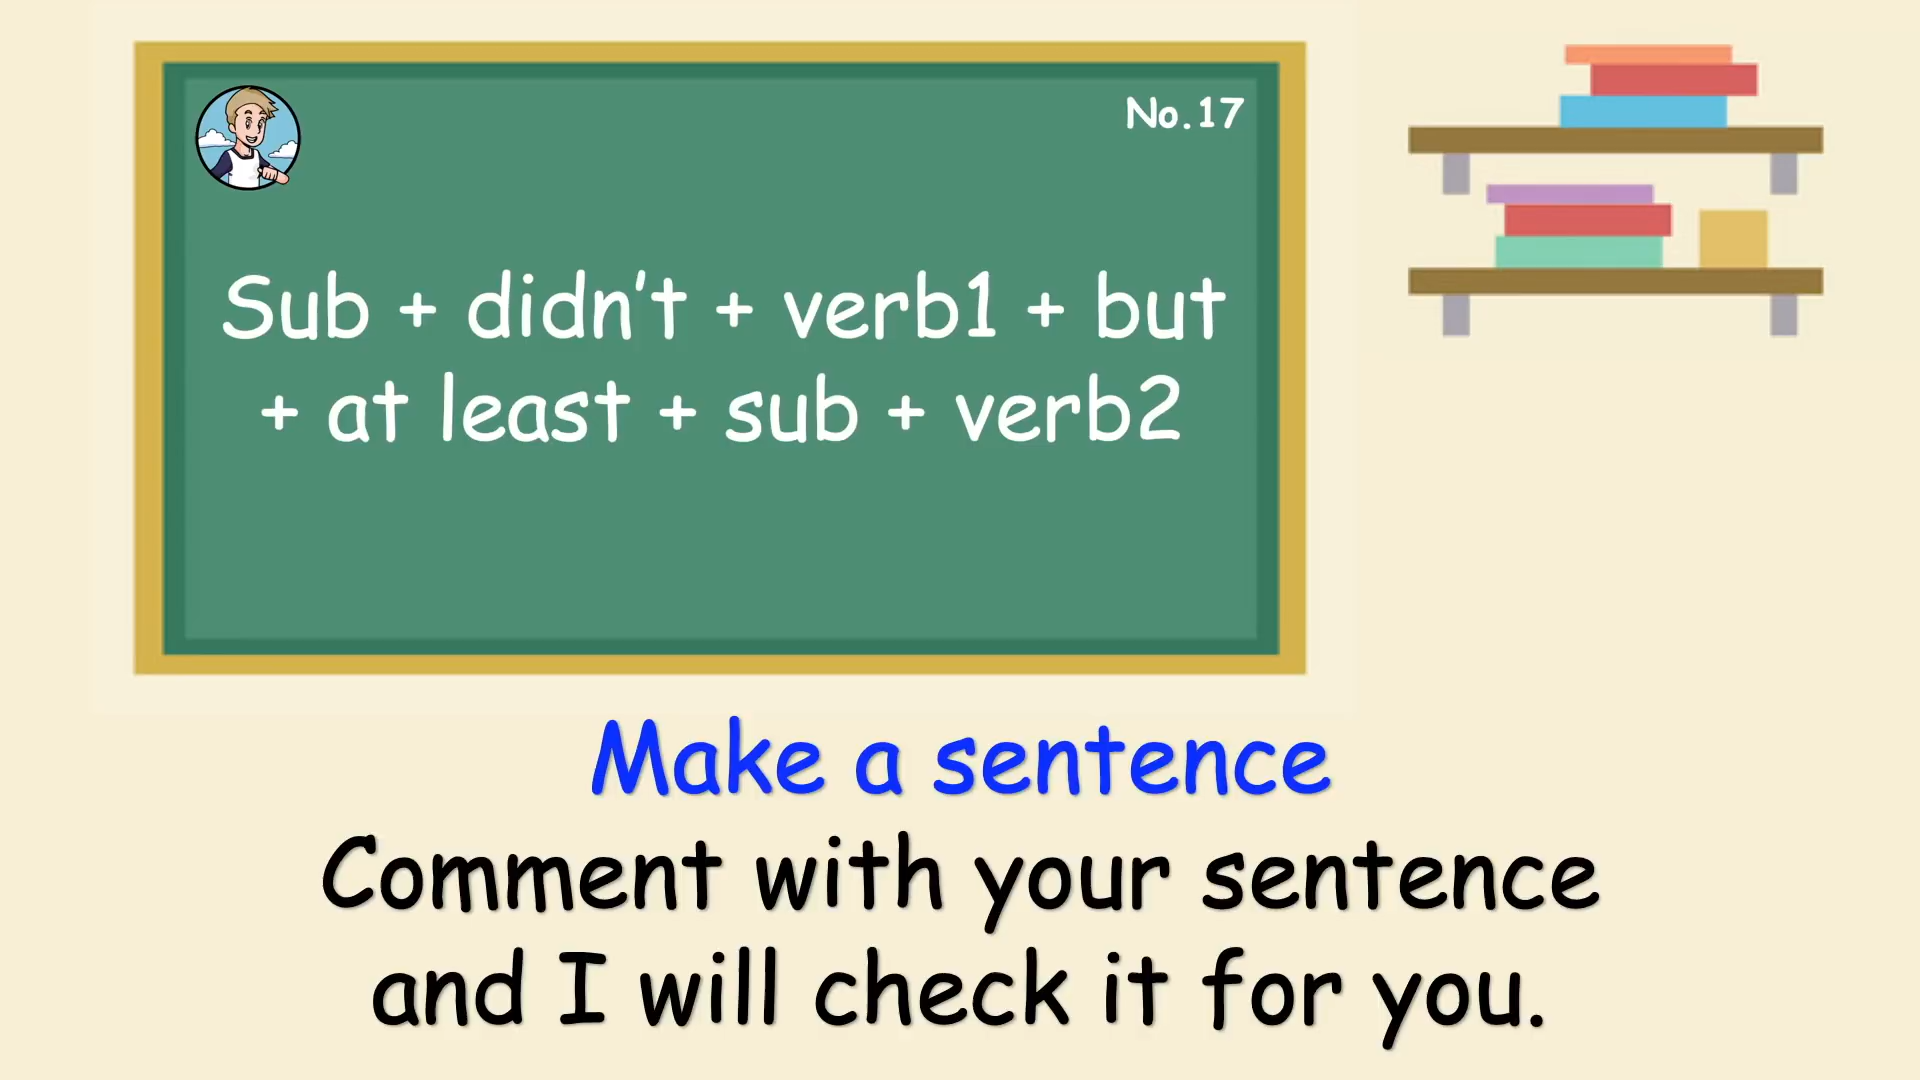 No.17
Sub + didn't + verb1 + but
+ at least + sub + verb2
Make a sentence
Comment with your sentence
and I will check it for you.